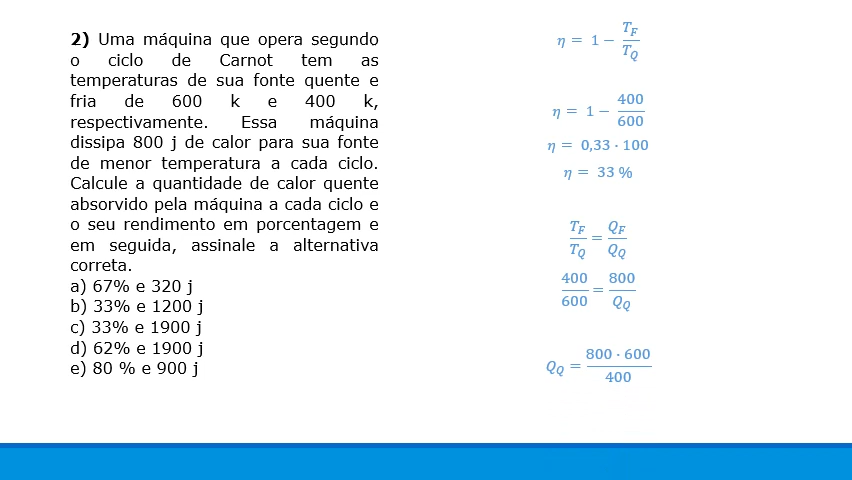 2) Uma máquina que opera segundo
o ciclo de Carnot tem as
temperaturas de sua fonte quente e
fria de 600 k e 400 k,
respectivamente. Essa máquina
dissipa 800 j de calor para sua fonte
de menor temperatura a cada ciclo.
Calcule a quantidade de calor quente
absorvido pela máquina a cada ciclo e
o seu rendimento em porcentagem e
em seguida, assinale a alternativa
correta.
a) 67% e 320 j
b) 33% e 1200 j
c) 33% e 1900 j
d) 62% e 1900 j
e) 80 % e 900 j
η = 1 − T_F/T_Q
η = 1 − 400/600
η = 0,33 · 100
η = 33 %
T_F/T_Q = Q_F/Q_Q
400/600 = 800/Q_Q
Q_Q = 800 · 600/400